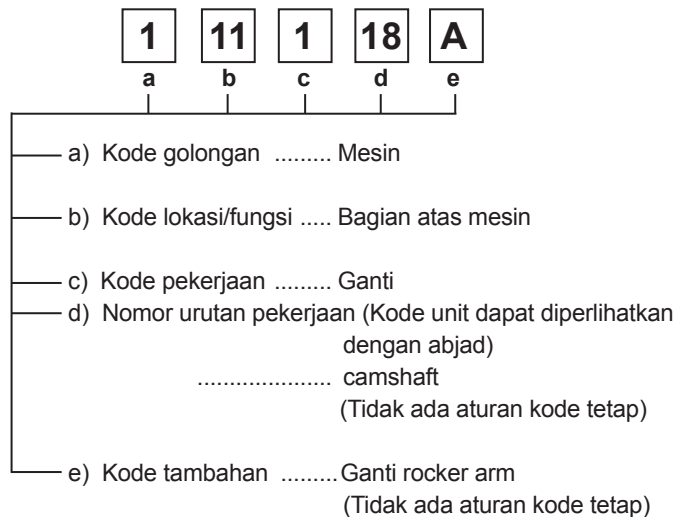 1 11 1 18 A
a b c d e
a) Kode golongan ......... Mesin
b) Kode lokasi/fungsi ..... Bagian atas mesin
c) Kode pekerjaan ......... Ganti
d) Nomor urutan pekerjaan (Kode unit dapat diperlihatkan
dengan abjad)
..................... camshaft
(Tidak ada aturan kode tetap)
e) Kode tambahan ......... Ganti rocker arm
(Tidak ada aturan kode tetap)